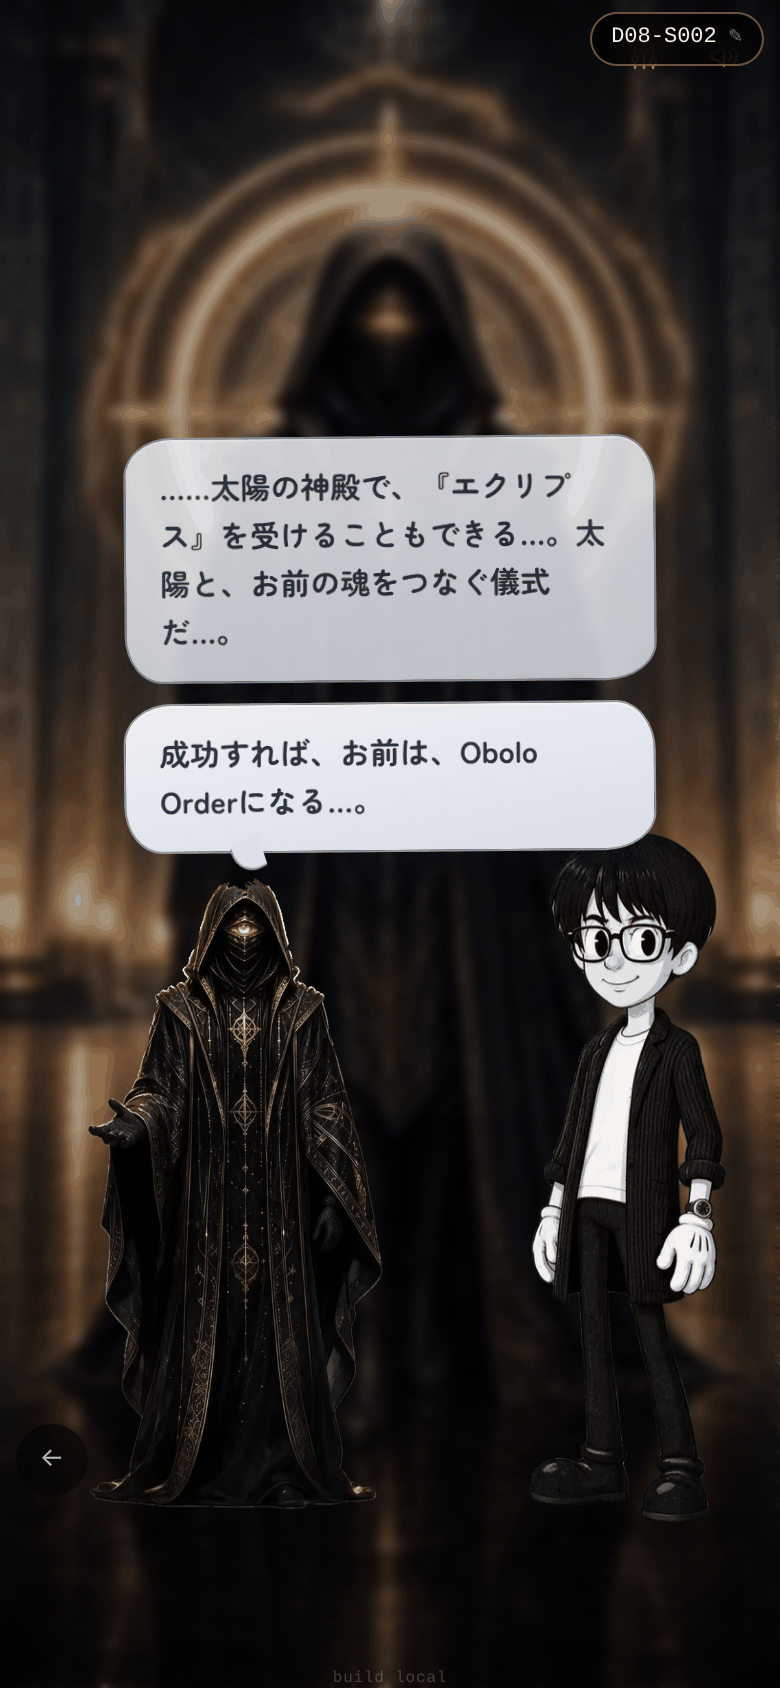 D08-S002 ✎
……太陽の神殿で、『エクリプ
ス』を受けることもできる…。太
陽と、お前の魂をつなぐ儀式
だ…。
成功すれば、お前は、Obolo
Orderになる…。
←
build local